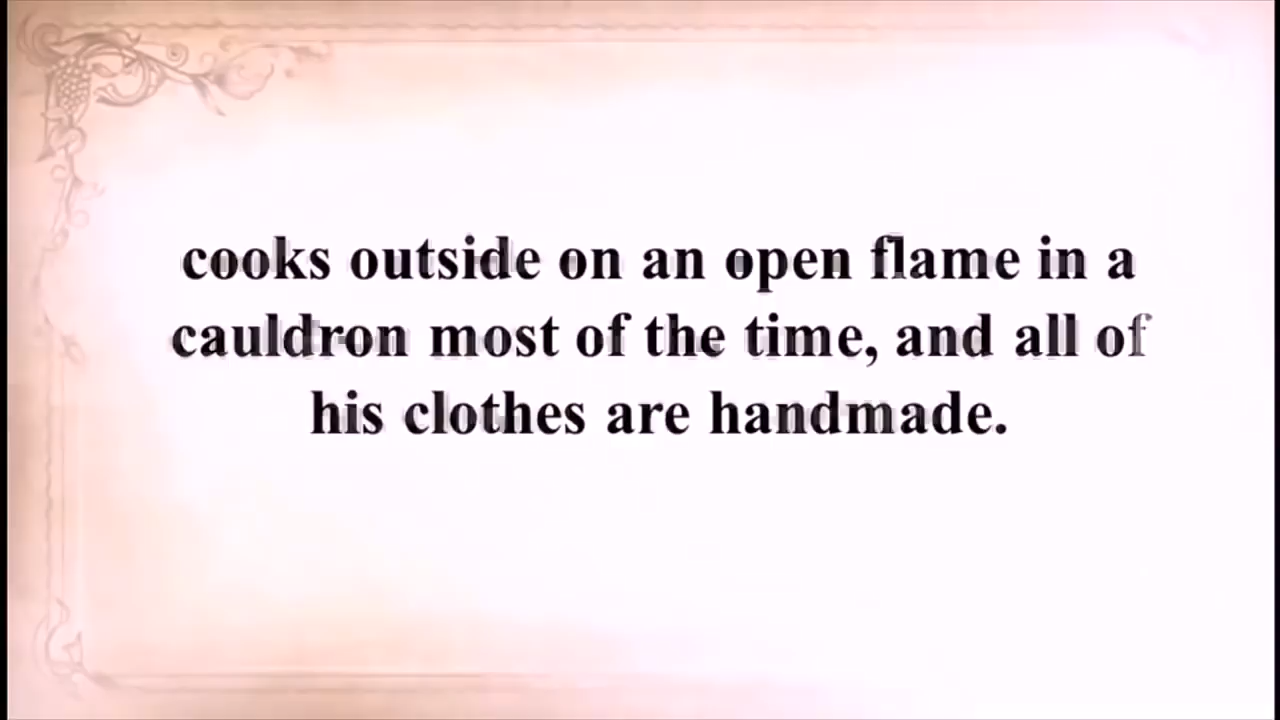 cooks outside on an open flame in a
cauldron most of the time, and all of
his clothes are handmade.